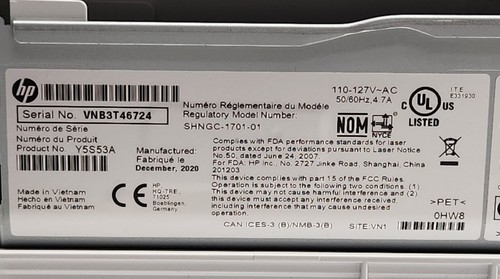 hp
Serial No. VNB3T46724
Numéro de Série
Numéro du Produit
Product No. Y5S53A
Numéro Réglementaire du Modèle
Regulatory Model Number:
SHNGC-1701-01
110-127V~AC
50/60Hz, 4.7A
NOM
NYCE
C UL US
LISTED
I.T.E
E331930
Manufactured:
Fabriqué le
December, 2020
Made in Vietnam
Hecho en Vietnam
Fabriqué en Vietnam
CE
HP
HQ-TRE,
71025
Boeblingen,
Germany
Complies with FDA performance standards for laser
products except for deviations pursuant to Laser Notice
No.50, dated June 24, 2007.
For FDA: HP Inc., No. 2727 Jinke Road, Shanghai, China
201203
This device complies with part 15 of the FCC Rules.
Operation is subject to the following two conditions. (1)
This device may not cause harmful interference and (2)
this device must accept any interference received,
including interference that may cause undesired
operation.
CAN ICES-3 (B)/NMB-3(B)
SITE:VN1
>PET<
0HW8